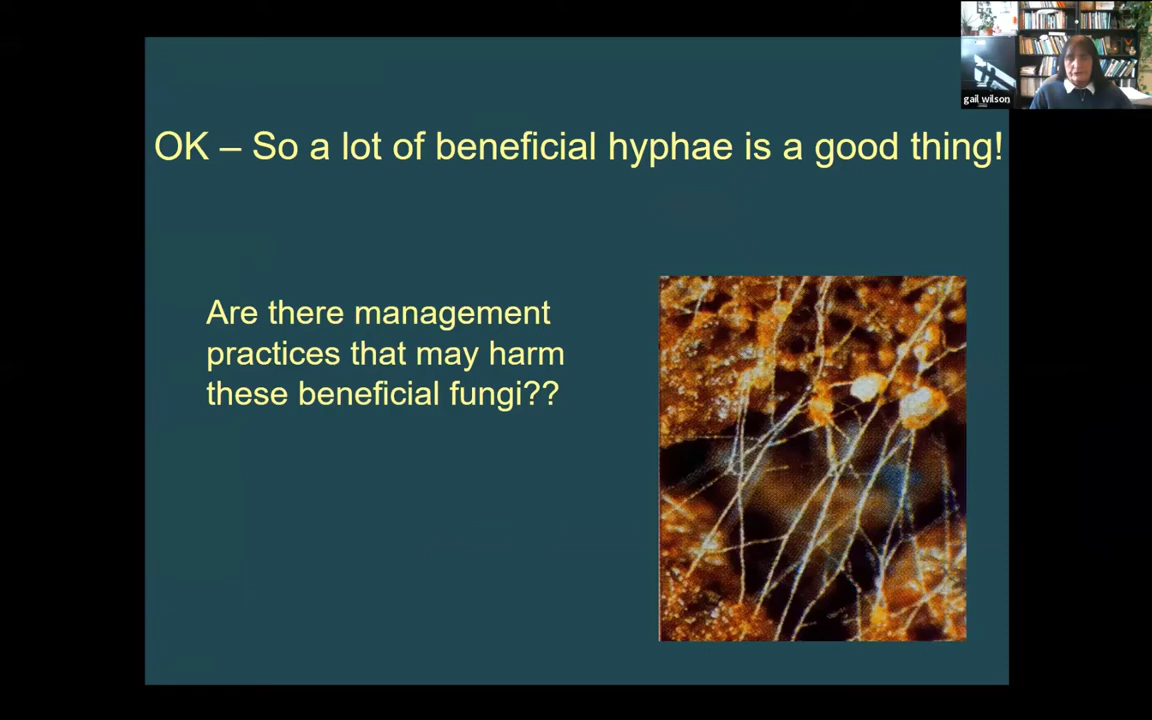 gail wilson
OK – So a lot of beneficial hyphae is a good thing!
Are there management
practices that may harm
these beneficial fungi??